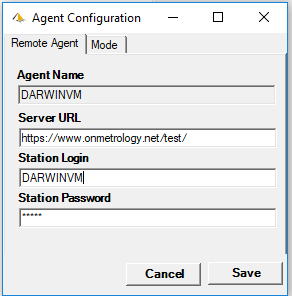 Agent Configuration
Remote Agent Mode
Agent Name
DARWINVM
Server URL
https://www.onmetrology.net/test/
Station Login
DARWINVM
Station Password
*****
Cancel Save